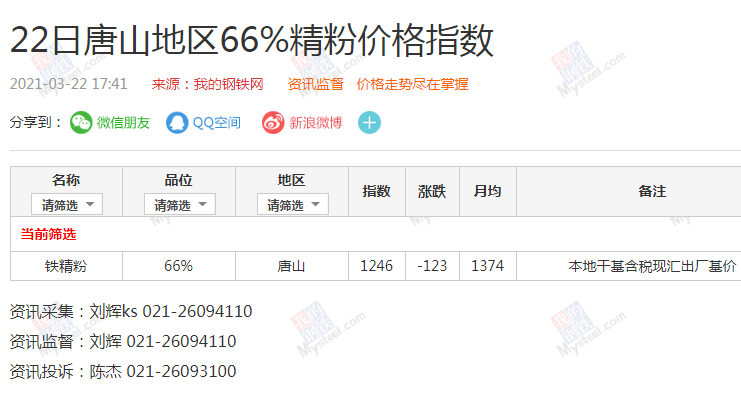 22日唐山地区66%精粉价格指数
2021-03-22 17:41 来源：我的钢铁网 资讯监督 价格走势尽在掌握
分享到： 微信朋友 QQ空间 新浪微博
名称 品位 地区 指数 涨跌 月均 备注
请筛选 请筛选 请筛选
当前筛选
铁精粉 66% 唐山 1246 -123 1374 本地干基含税现汇出厂基价
资讯采集：刘辉ks 021-26094110
资讯监督：刘辉 021-26094110
资讯投诉：陈杰 021-26093100
我的钢铁 Mysteel.com